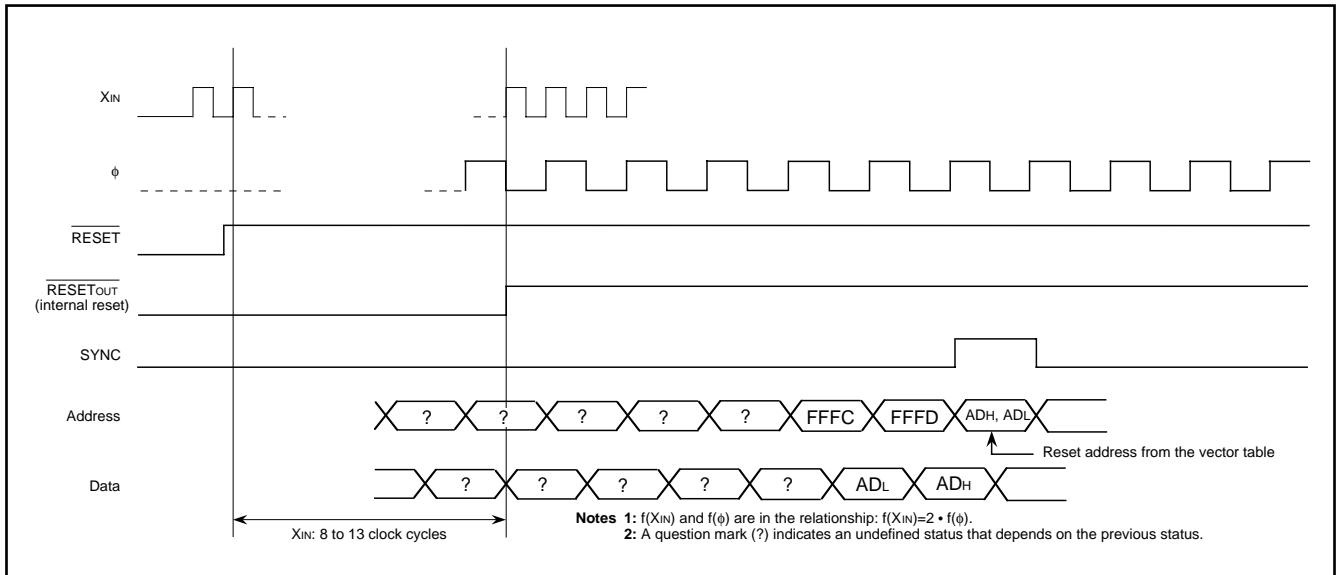 XIN
ϕ
RESET
RESETOUT
(internal reset)
SYNC
Address
? ? ? ? ? FFFC FFFD ADH, ADL
Reset address from the vector table
Data
? ? ? ? ? ADL ADH
XIN: 8 to 13 clock cycles
Notes 1: f(XIN) and f(ϕ) are in the relationship: f(XIN)=2 • f(ϕ).
2: A question mark (?) indicates an undefined status that depends on the previous status.